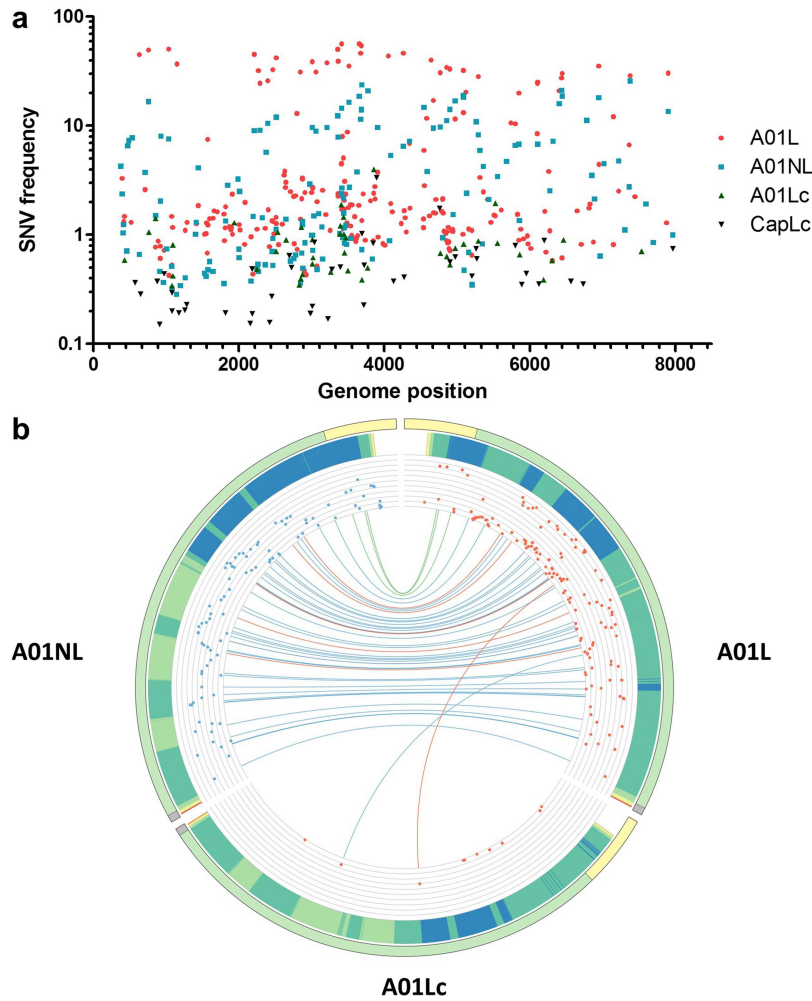 a
100
10
1
0.1
SNV frequency
0
2000
4000
6000
8000
Genome position
A01L
A01NL
A01Lc
CapLc
b
A01NL
A01L
A01Lc